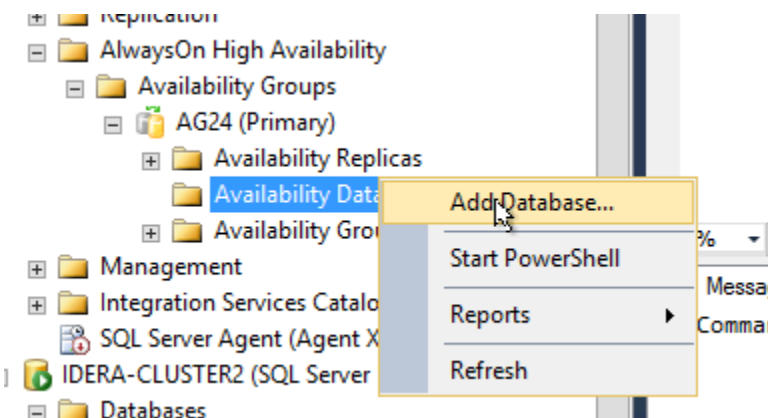 Replication
AlwaysOn High Availability
Availability Groups
AG24 (Primary)
Availability Replicas
Availability Data
Add Database...
Availability Grou
%
Start PowerShell
Management
Messa
Integration Services Catalo
Reports
Comma
SQL Server Agent (Agent X
IDERA-CLUSTER2 (SQL Server
Refresh
Databases